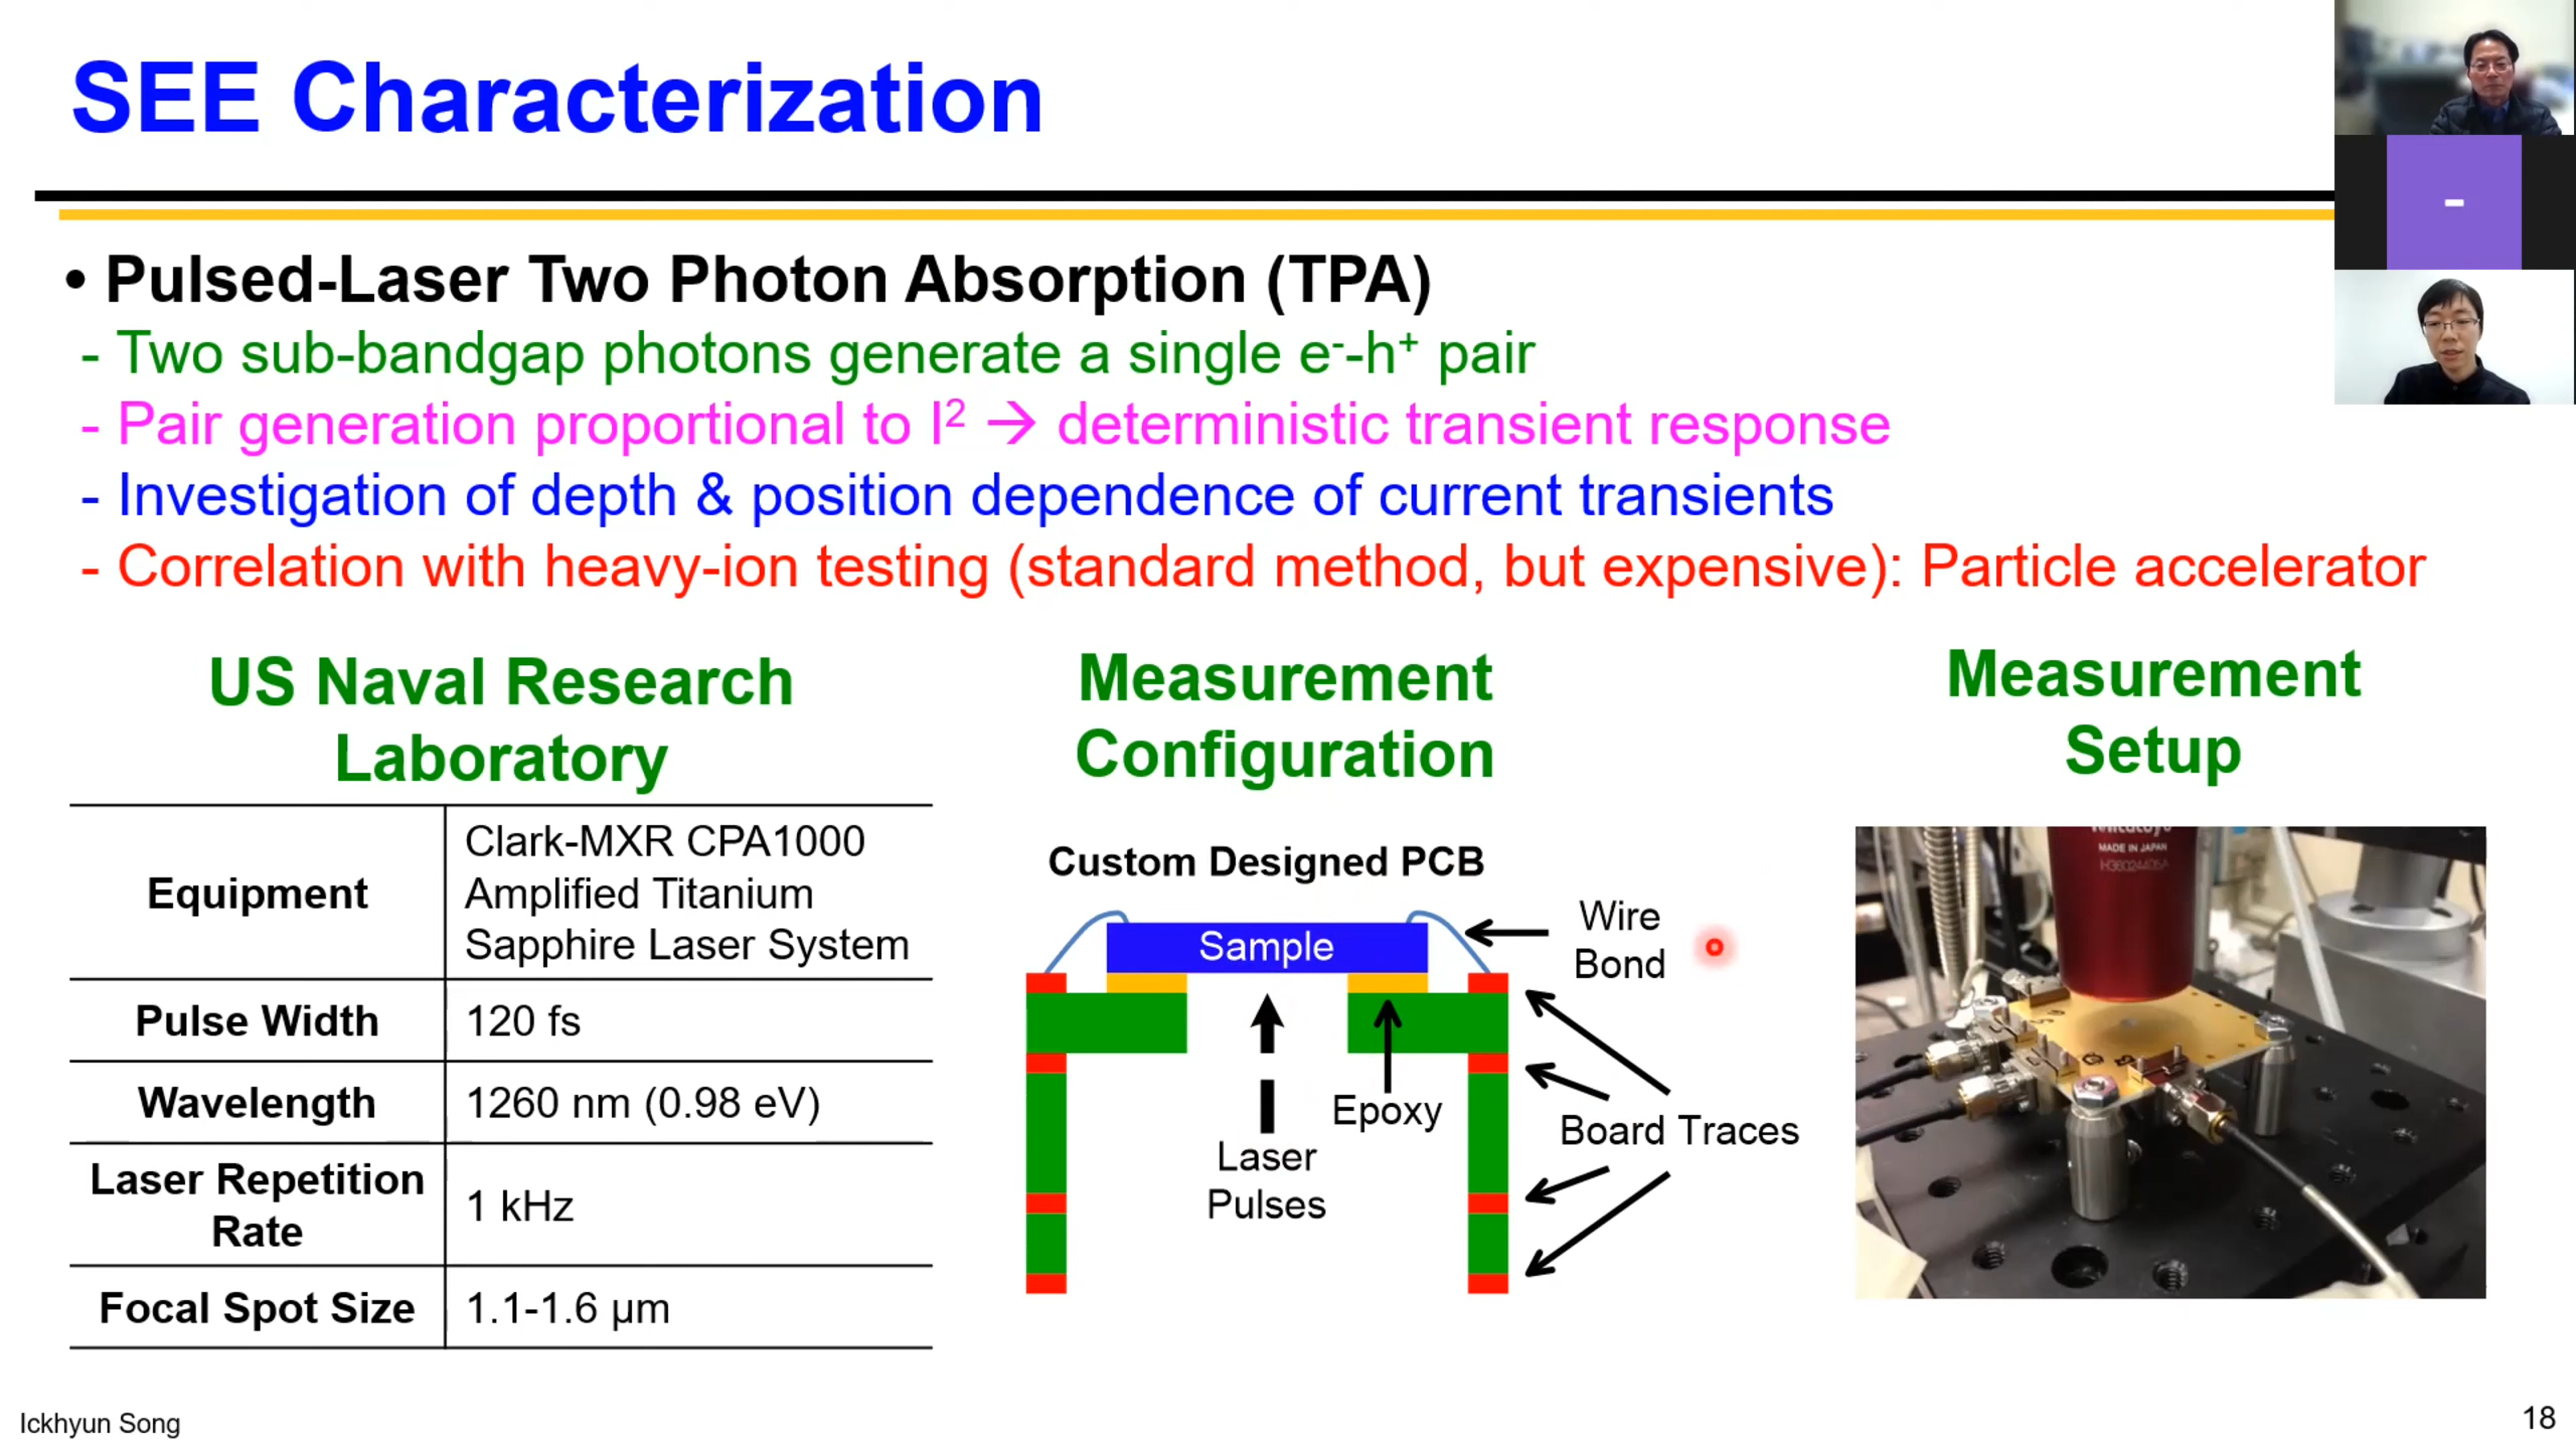 SEE Characterization
• Pulsed-Laser Two Photon Absorption (TPA)
- Two sub-bandgap photons generate a single e⁻-h⁺ pair
- Pair generation proportional to I² → deterministic transient response
- Investigation of depth & position dependence of current transients
- Correlation with heavy-ion testing (standard method, but expensive): Particle accelerator
US Naval Research
Laboratory
Equipment
Clark-MXR CPA1000
Amplified Titanium
Sapphire Laser System
Pulse Width
120 fs
Wavelength
1260 nm (0.98 eV)
Laser Repetition
Rate
1 kHz
Focal Spot Size
1.1-1.6 µm
Measurement
Configuration
Custom Designed PCB
Sample
Wire
Bond
Epoxy
Laser
Pulses
Board Traces
Measurement
Setup
MADE IN JAPAN
Ickhyun Song
18